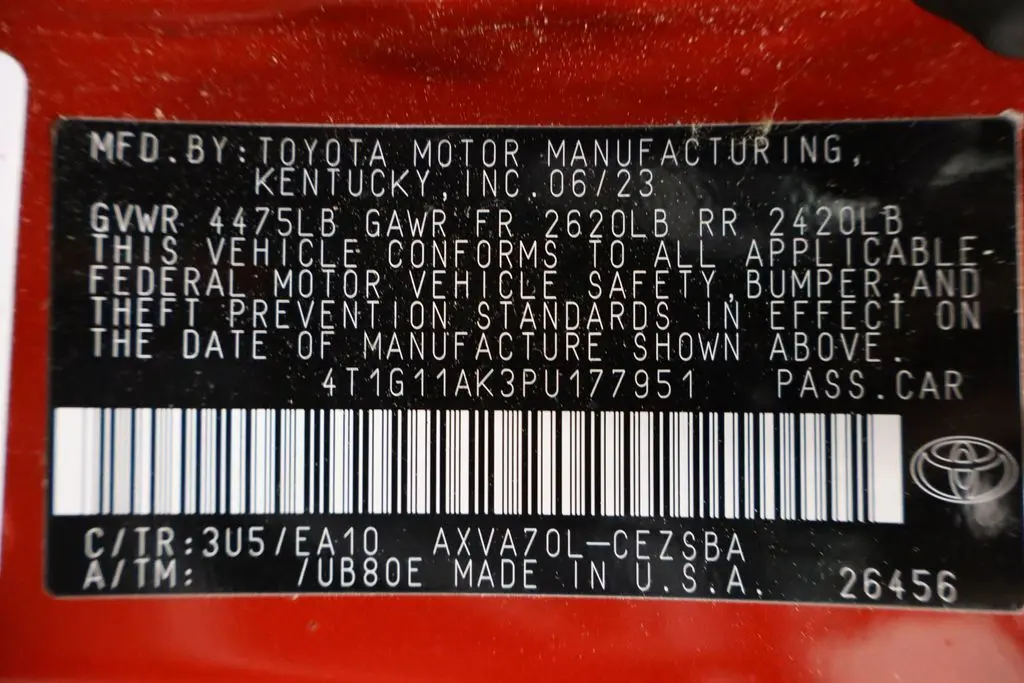 MFD.BY:TOYOTA MOTOR MANUFACTURING,
KENTUCKY,INC.06/23
GVWR 4475LB GAWR FR 2620LB RR 2420LB
THIS VEHICLE CONFORMS TO ALL APPLICABLE
FEDERAL MOTOR VEHICLE SAFETY,BUMPER,AND
THEFT PREVENTION STANDARDS IN EFFECT ON
THE DATE OF MANUFACTURE SHOWN ABOVE.
4T1G11AK3PU177951 PASS.CAR
C/TR:3U5/EA10 AXVA70L-CEZSBA
A/TM: /UB80E MADE IN U.S.A. 26456